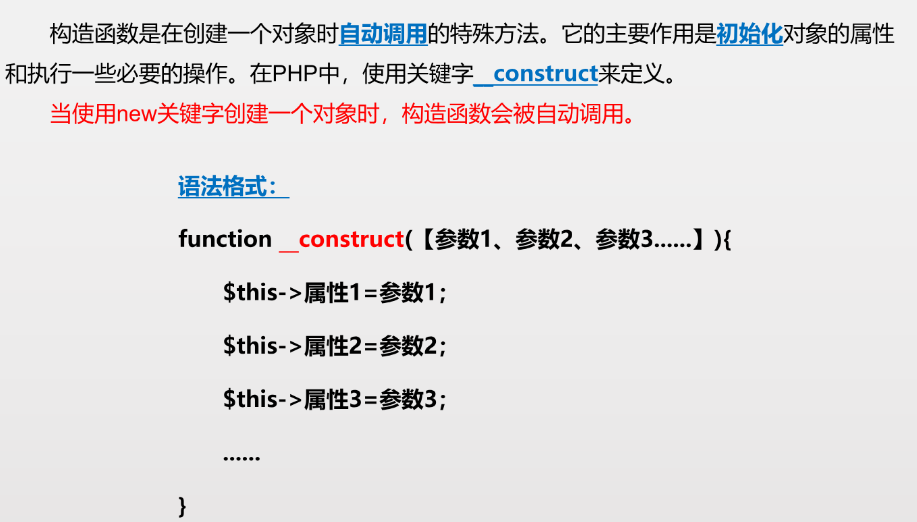 构造函数是在创建一个对象时自动调用的特殊方法。它的主要作用是初始化对象的属性
和执行一些必要的操作。在PHP中，使用关键字__construct来定义。
当使用new关键字创建一个对象时，构造函数会被自动调用。
语法格式：
function __construct(【参数1、参数2、参数3......】){
$this->属性1=参数1；
$this->属性2=参数2；
$this->属性3=参数3；
......
}